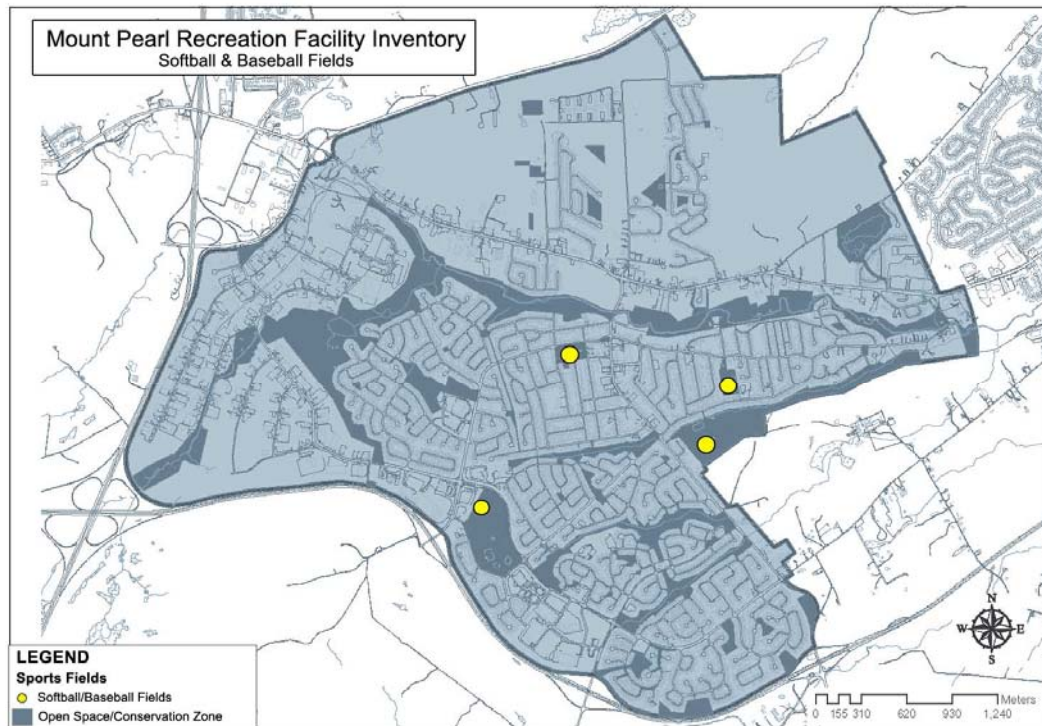 Mount Pearl Recreation Facility Inventory
Softball & Baseball Fields
N
W E
S
LEGEND
Sports Fields
Softball/Baseball Fields
Open Space/Conservation Zone
Meters
0 155 310 620 930 1,240